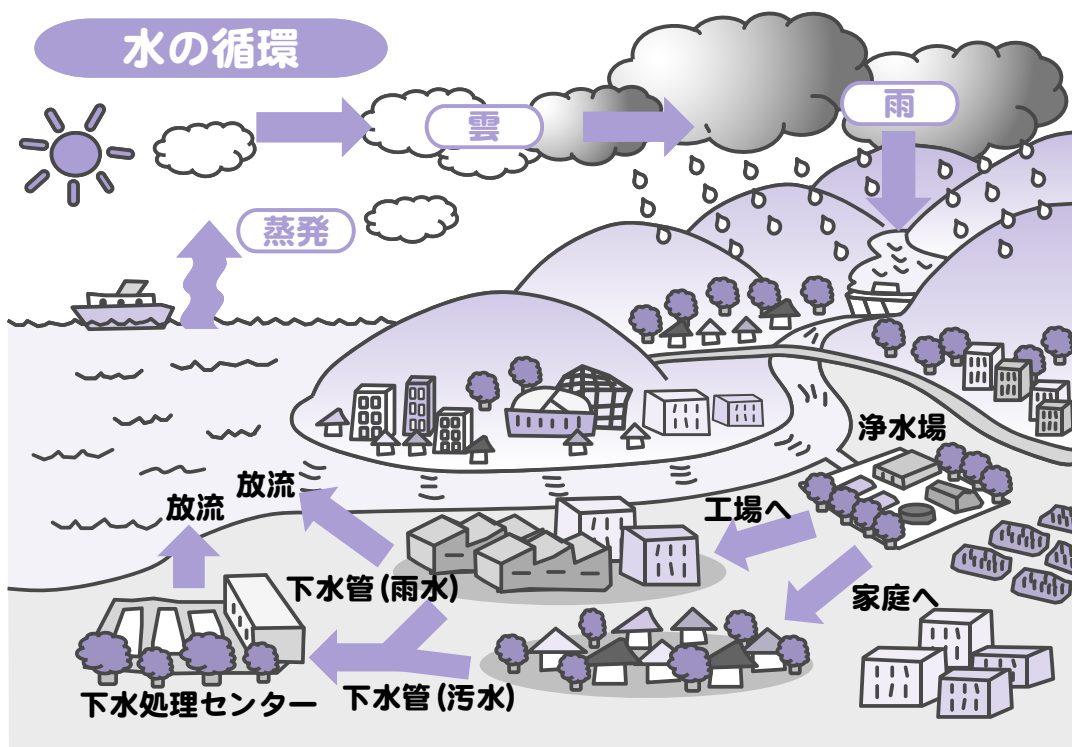 水の循環
雲
雨
蒸発
浄水場
放流
放流
工場へ
下水管(雨水)
家庭へ
下水処理センター
下水管(汚水)